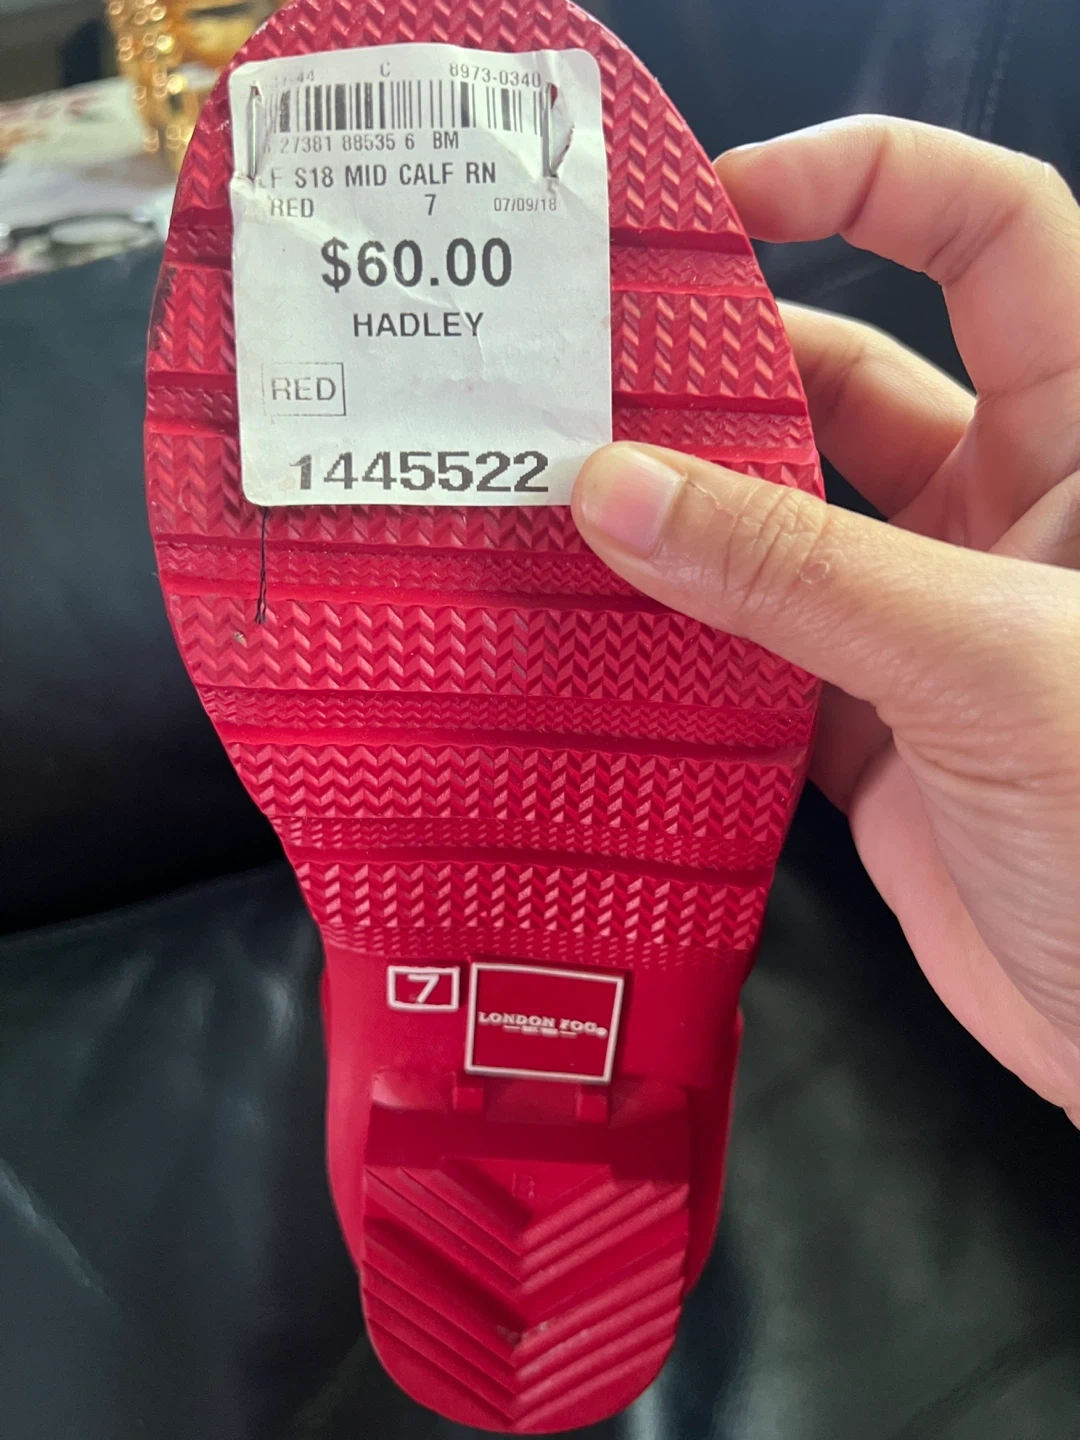 C 8973-0340
27381 88535 6 BM
LF S18 MID CALF RN
RED 7 07/09/18
$60.00
HADLEY
RED
1445522
7
LONDON FOG®